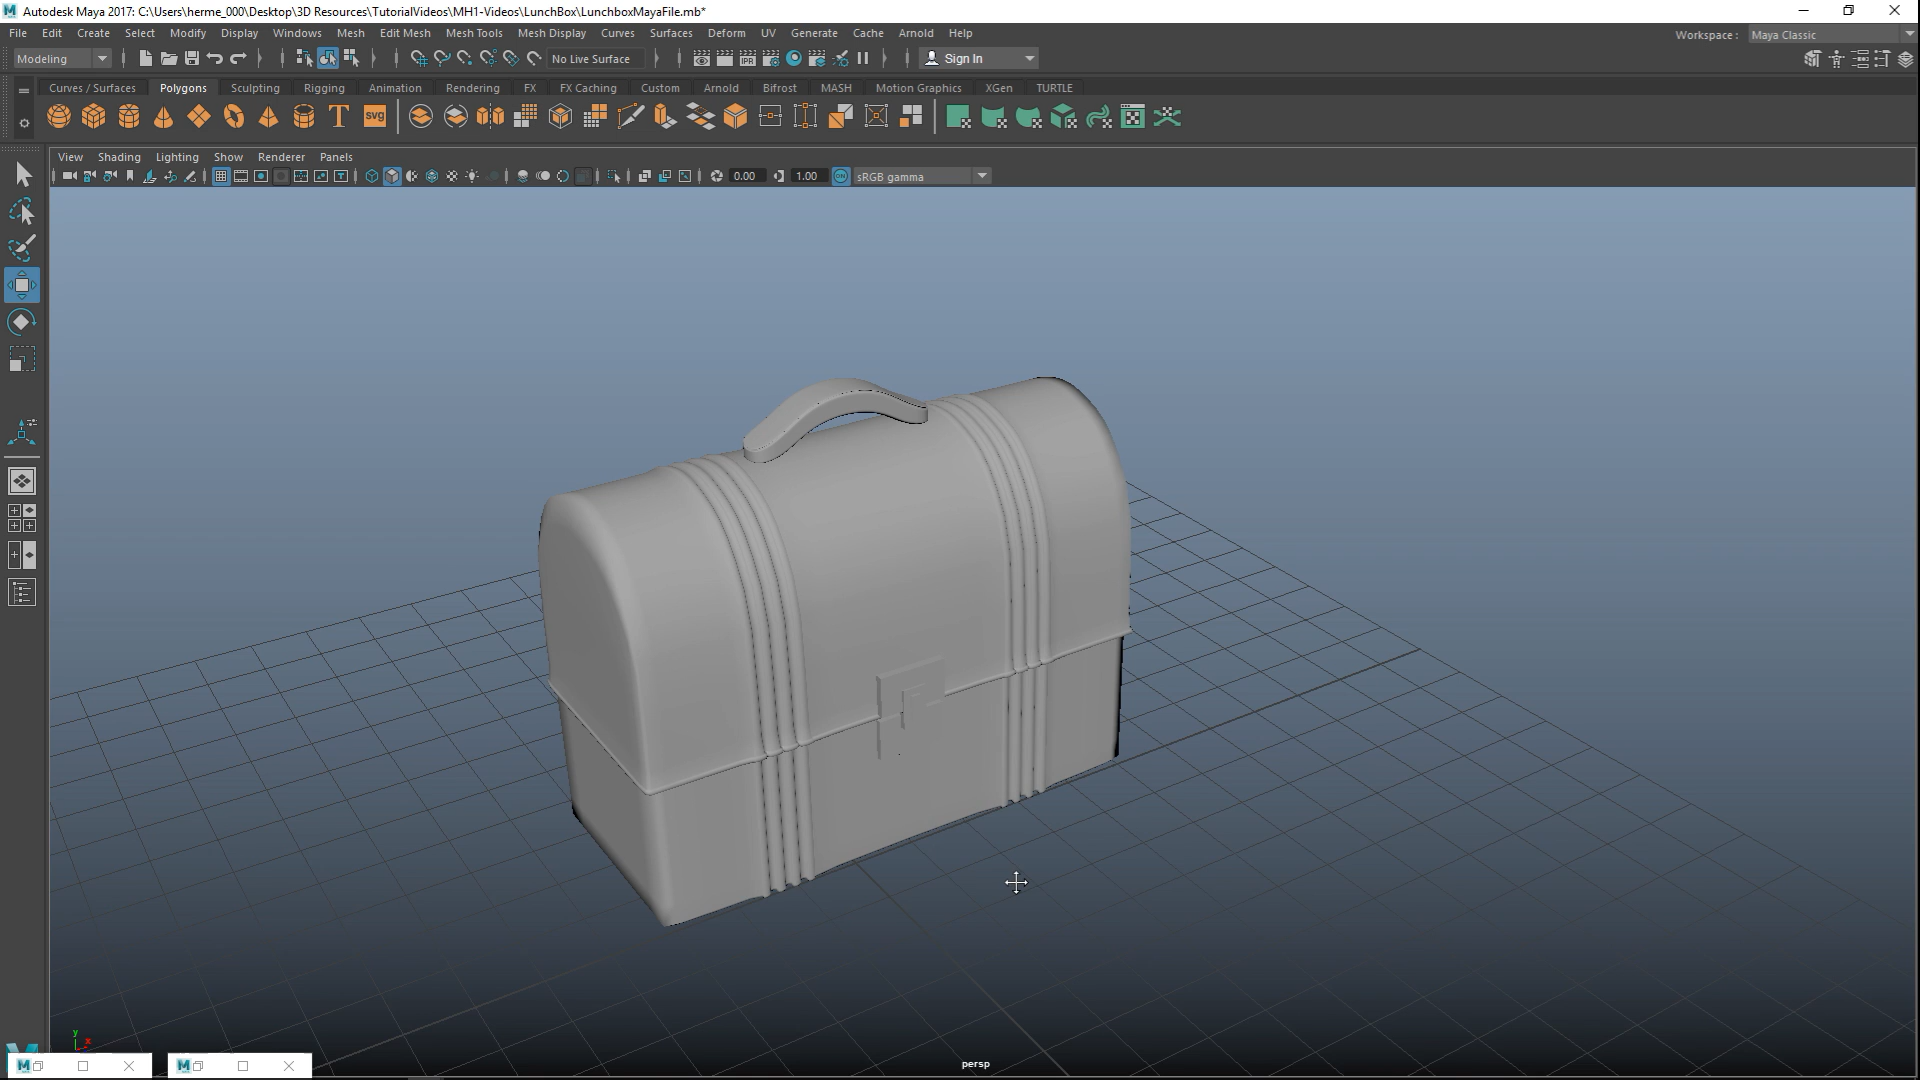 Autodesk Maya 2017: C:\Users\herme_000\Desktop\3D Resources\TutorialVideos\MH1-Videos\LunchBox\LunchboxMayaFile.mb*
File Edit Create Select Modify Display Windows Mesh Edit Mesh Mesh Tools Mesh Display Curves Surfaces Deform UV Generate Cache Arnold Help
Workspace : Maya Classic
Modeling No Live Surface Sign In
Curves / Surfaces Polygons Sculpting Rigging Animation Rendering FX FX Caching Custom Arnold Bifrost MASH Motion Graphics XGen TURTLE
T SVG
View Shading Lighting Show Renderer Panels
0.00 1.00 ON sRGB gamma
y
x
persp